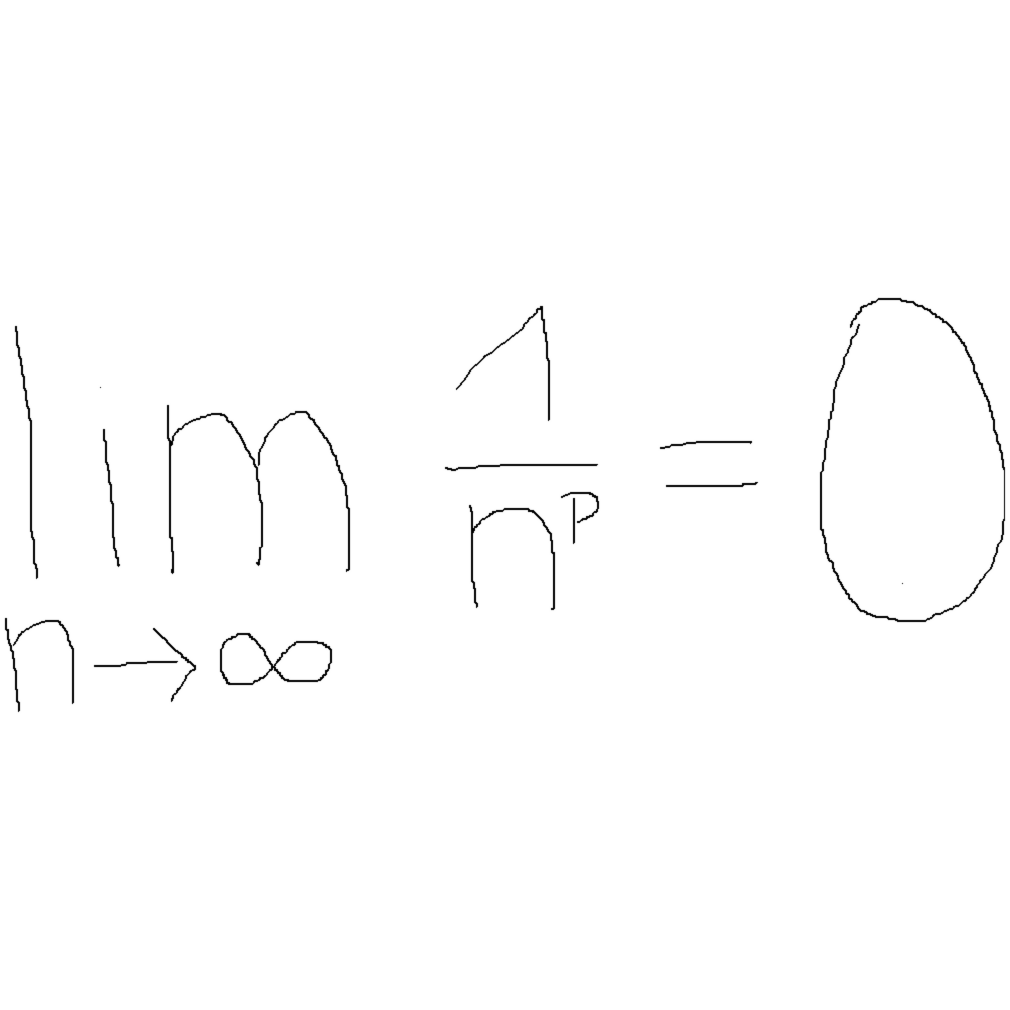 lim 1/n^p = 0
n→∞